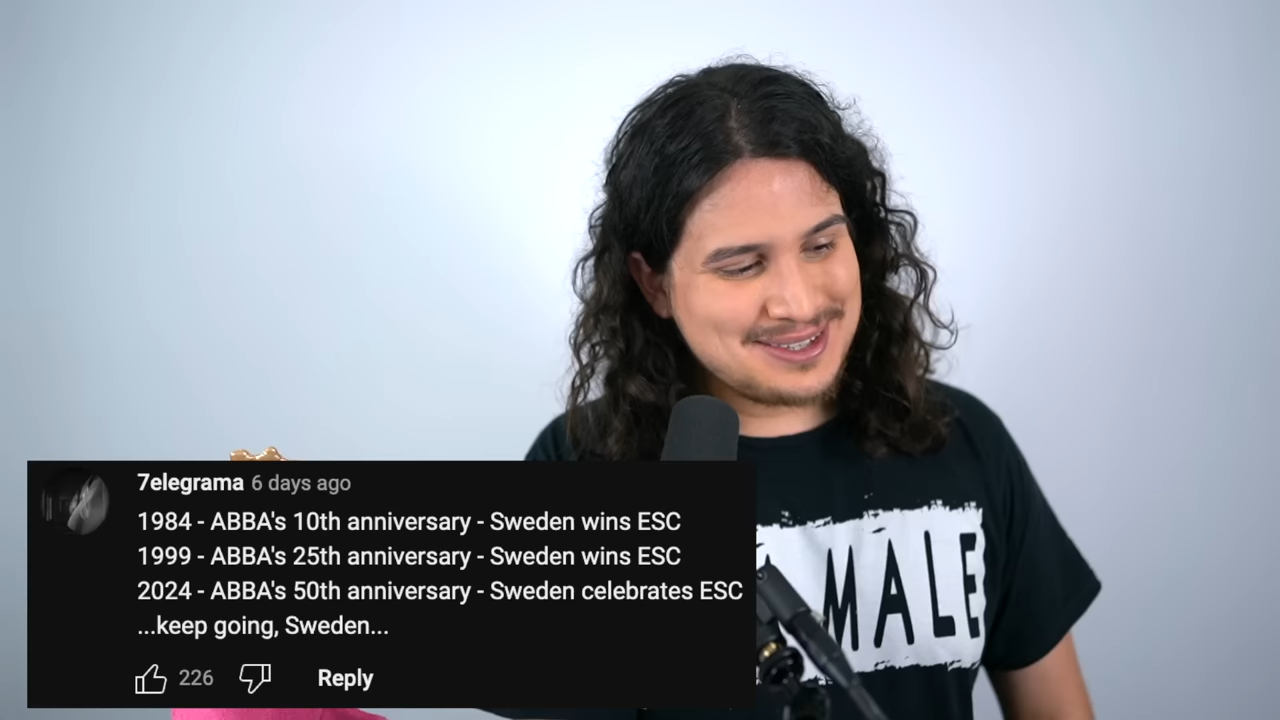 7elegrama 6 days ago
1984 - ABBA's 10th anniversary - Sweden wins ESC
1999 - ABBA's 25th anniversary - Sweden wins ESC
2024 - ABBA's 50th anniversary - Sweden celebrates ESC
...keep going, Sweden...
226 Reply
MALE